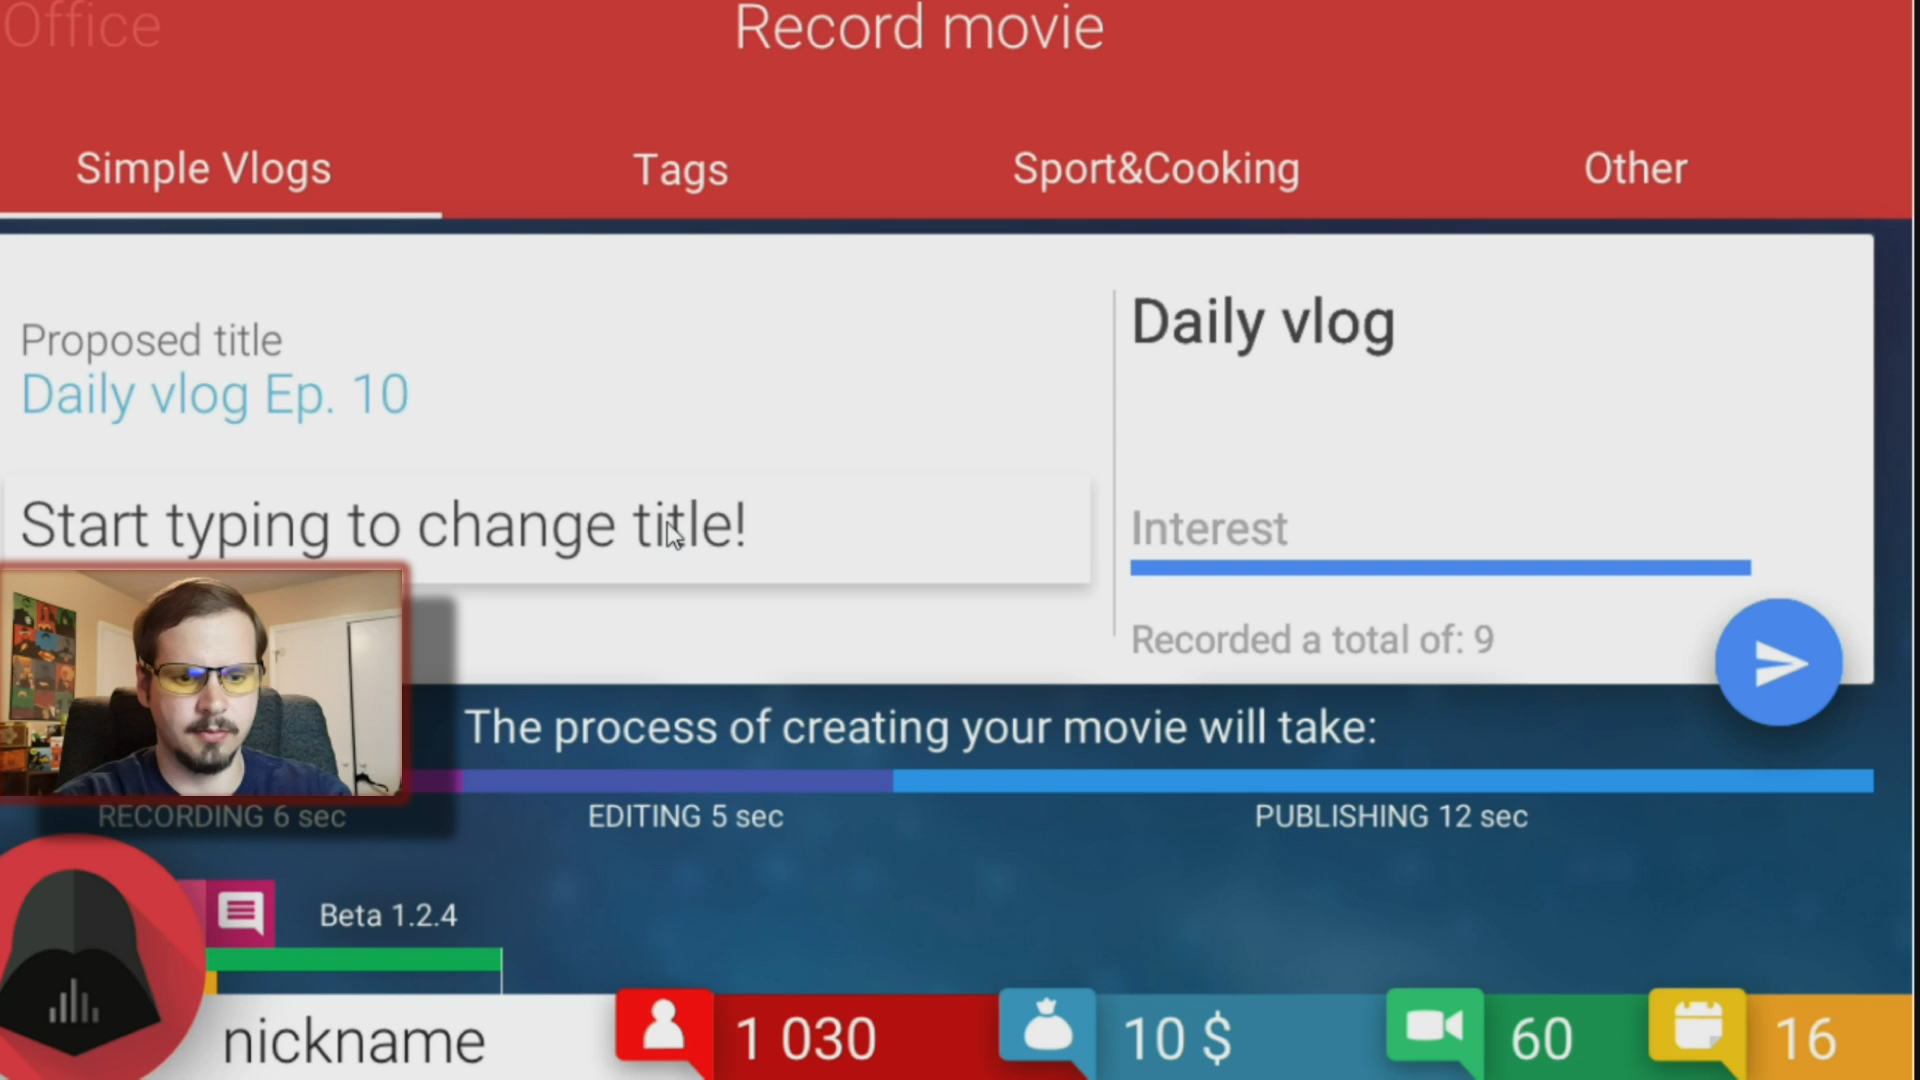 Office
Record movie
Simple Vlogs
Tags
Sport&Cooking
Other
Proposed title
Daily vlog Ep. 10
Start typing to change title!
Daily vlog
Interest
Recorded a total of: 9
The process of creating your movie will take:
RECORDING 6 sec
EDITING 5 sec
PUBLISHING 12 sec
Beta 1.2.4
nickname
1 030
10 $
60
16